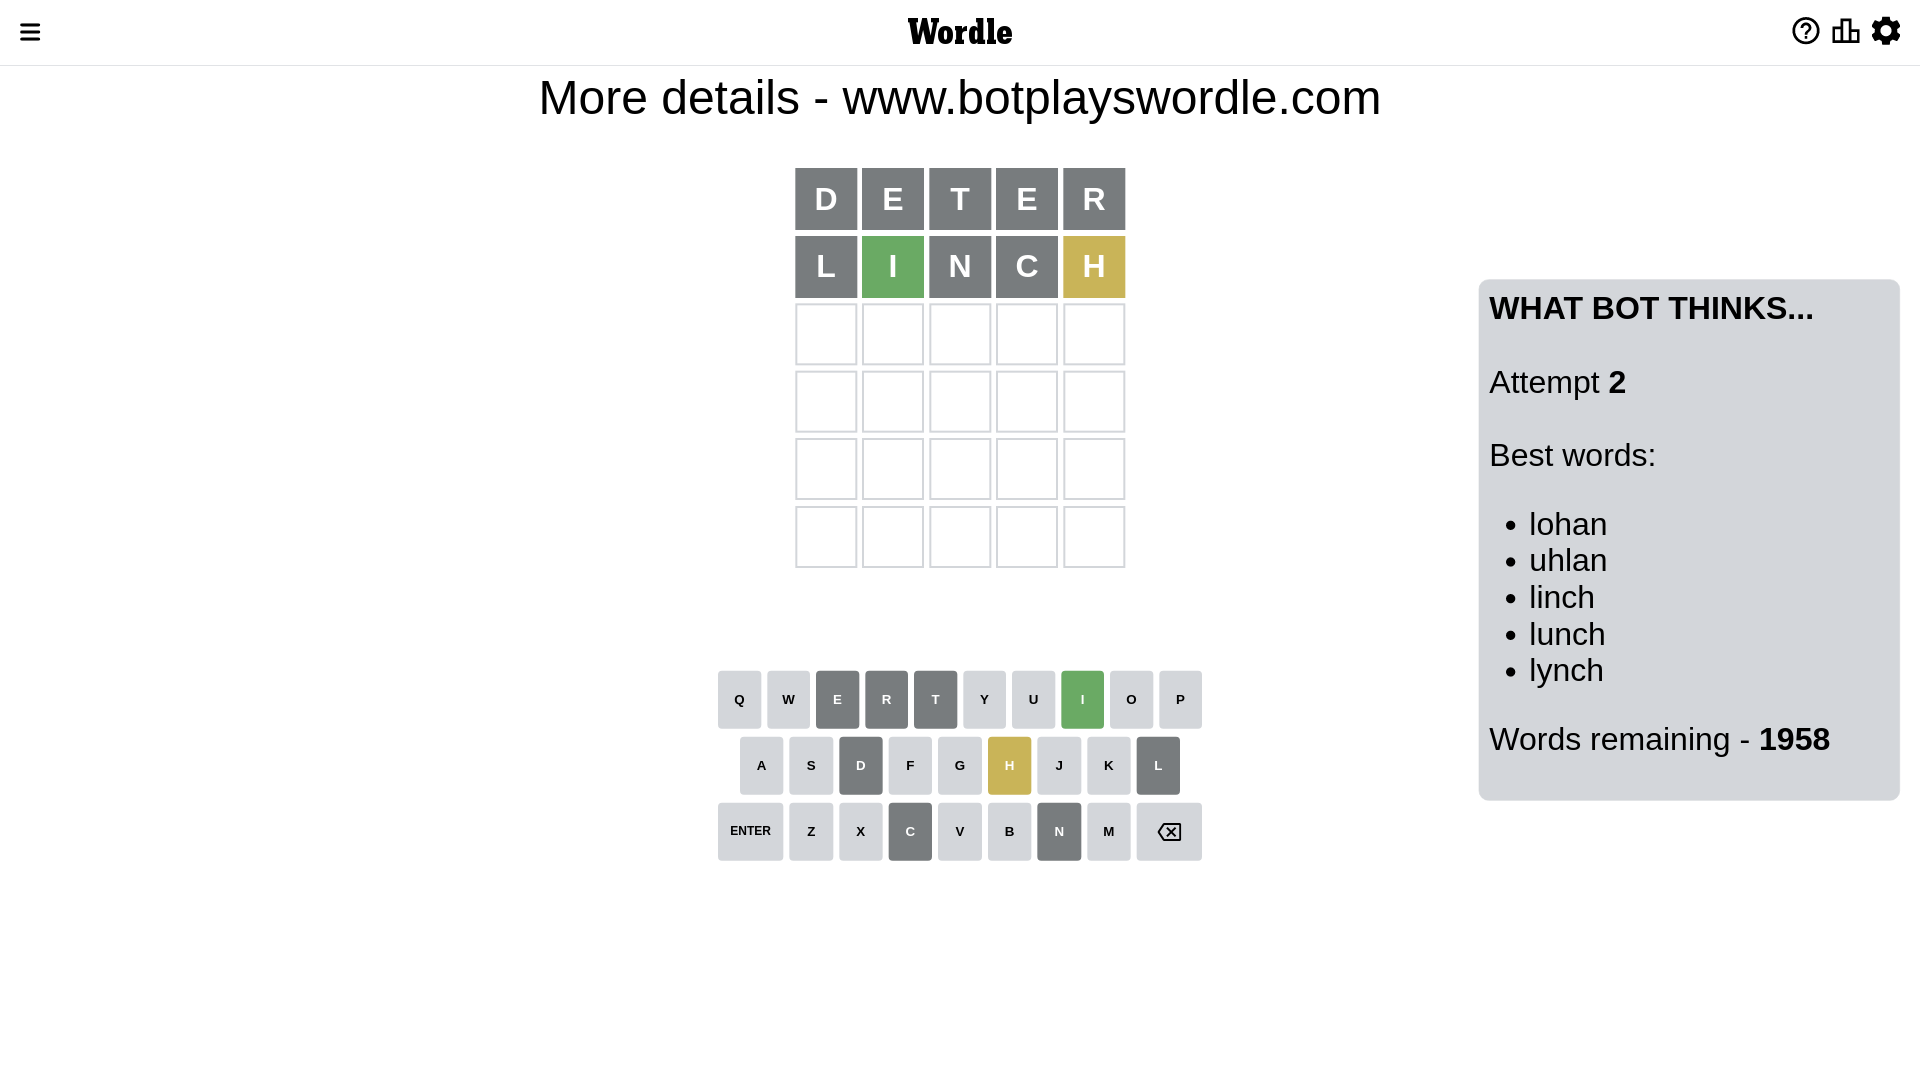 Wordle
More details - www.botplayswordle.com
D E T E R
L I N C H
WHAT BOT THINKS...
Attempt 2
Best words:
• lohan
• uhlan
• linch
• lunch
• lynch
Words remaining - 1958
Q W E R T Y U I O P
A S D F G H J K L
ENTER Z X C V B N M